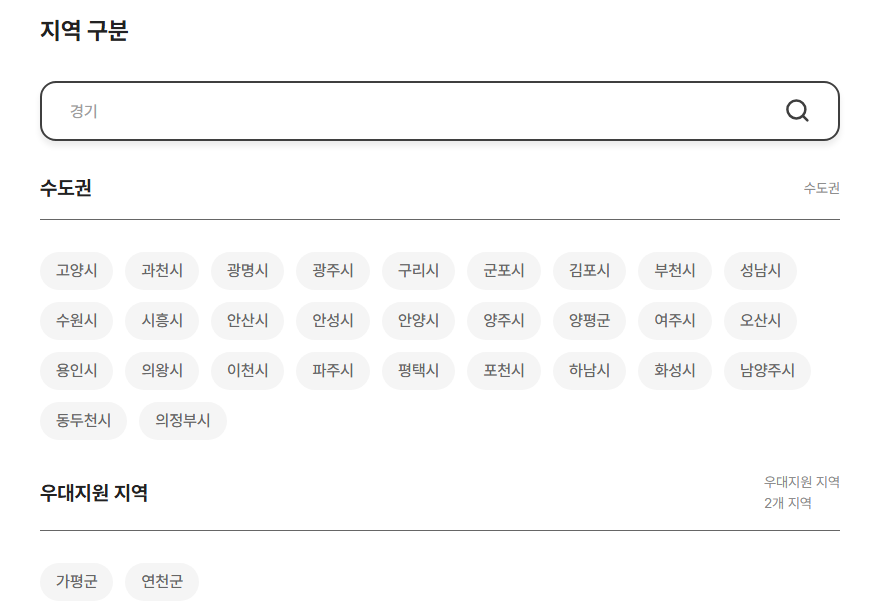 지역 구분
경기
수도권
수도권
고양시 과천시 광명시 광주시 구리시 군포시 김포시 부천시 성남시
수원시 시흥시 안산시 안성시 안양시 양주시 양평군 여주시 오산시
용인시 의왕시 이천시 파주시 평택시 포천시 하남시 화성시 남양주시
동두천시 의정부시
우대지원 지역
우대지원 지역
2개 지역
가평군 연천군